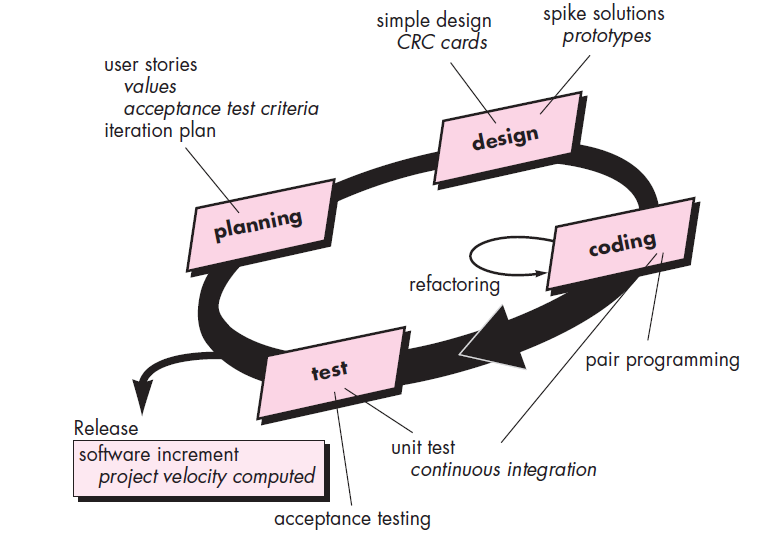 simple design
CRC cards
spike solutions
prototypes
user stories
values
acceptance test criteria
iteration plan
design
planning
coding
refactoring
pair programming
test
Release
software increment
project velocity computed
unit test
continuous integration
acceptance testing